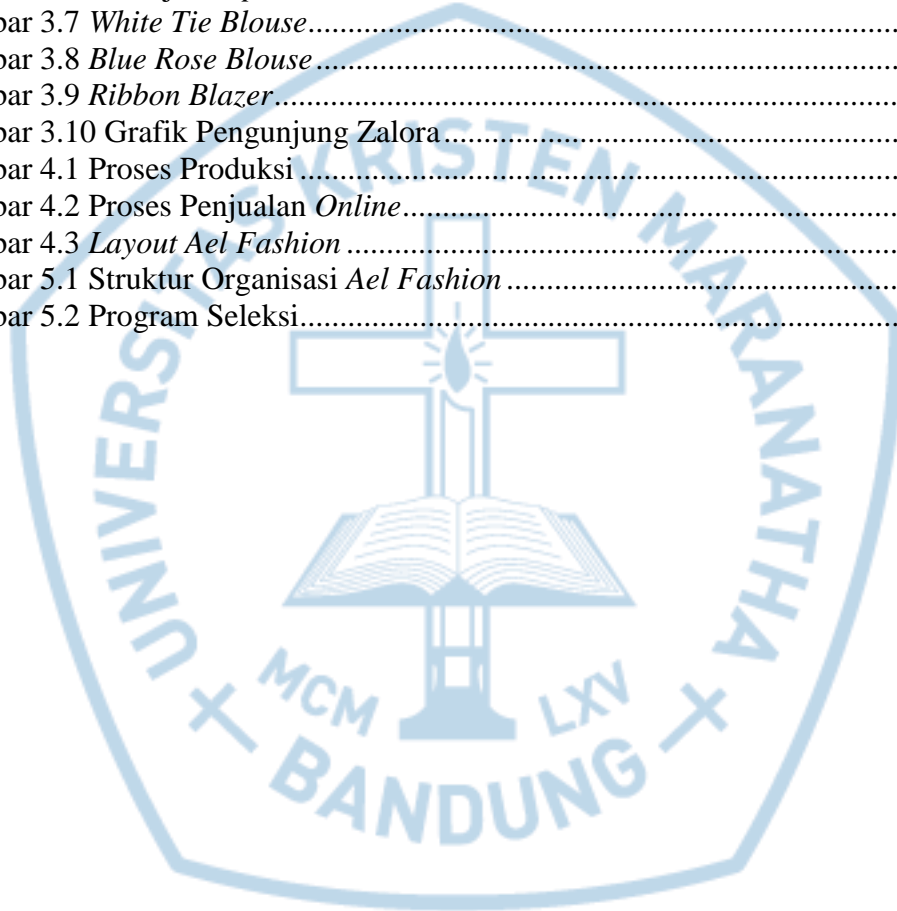 bar 3.7 White Tie Blouse........................................................................................
bar 3.8 Blue Rose Blouse........................................................................................
bar 3.9 Ribbon Blazer........................................................................................
bar 3.10 Grafik Pengunjung Zalora........................................................................................
bar 4.1 Proses Produksi........................................................................................
bar 4.2 Proses Penjualan Online........................................................................................
bar 4.3 Layout Ael Fashion........................................................................................
bar 5.1 Struktur Organisasi Ael Fashion........................................................................................
bar 5.2 Program Seleksi........................................................................................
UNIVERSITAS KRISTEN MARANATHA
MCM LXV
BANDUNG